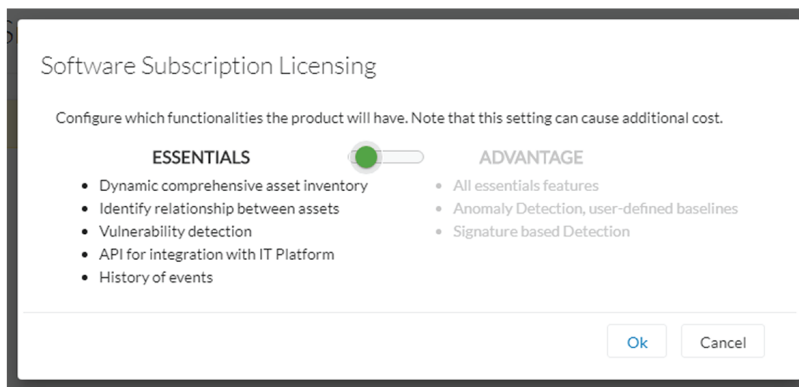 Software Subscription Licensing
Configure which functionalities the product will have. Note that this setting can cause additional cost.
ESSENTIALS
• Dynamic comprehensive asset inventory
• Identify relationship between assets
• Vulnerability detection
• API for integration with IT Platform
• History of events
ADVANTAGE
• All essentials features
• Anomaly Detection, user-defined baselines
• Signature based Detection
Ok
Cancel